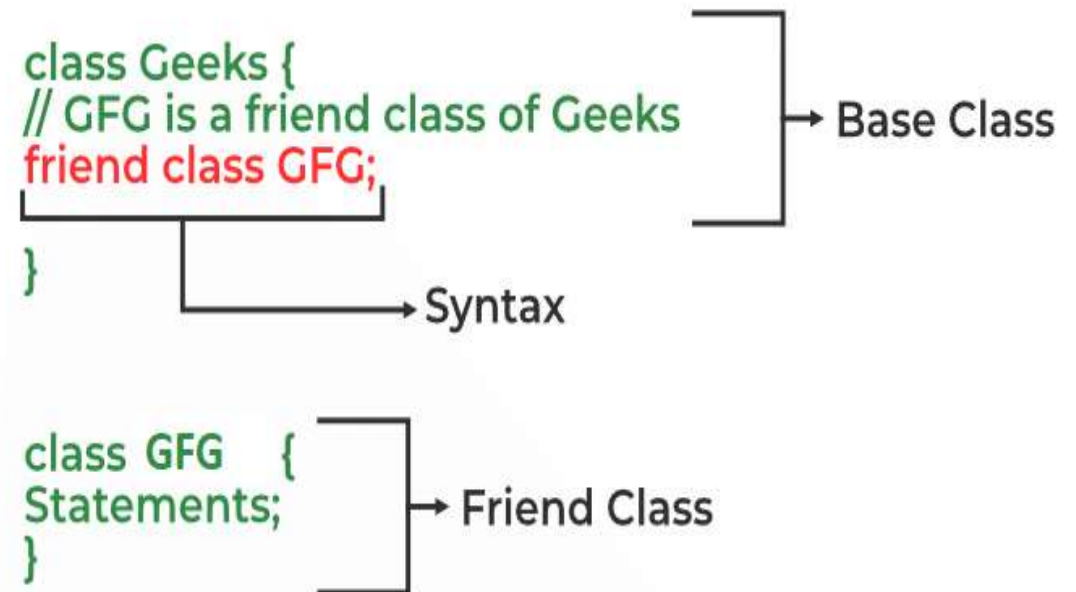 class Geeks {
// GFG is a friend class of Geeks
friend class GFG;
}
Base Class
Syntax
class GFG {
Statements;
}
Friend Class